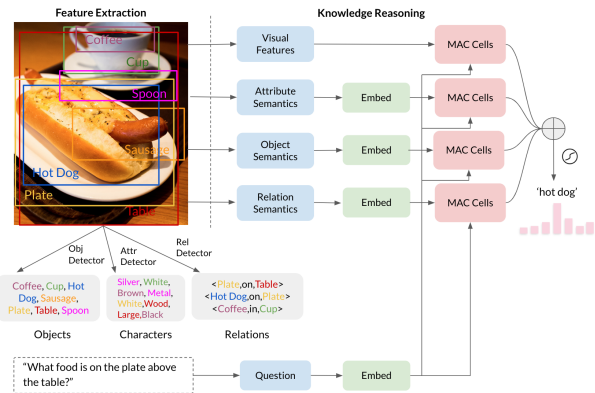 Feature Extraction
Knowledge Reasoning
Coffee
Cup
Spoon
Sausage
Hot Dog
Plate
Table
Visual
Features
MAC Cells
Attribute
Semantics
Embed
MAC Cells
Object
Semantics
Embed
MAC Cells
Relation
Semantics
Embed
MAC Cells
'hot dog'
Obj
Detector
Attr
Detector
Rel
Detector
Coffee, Cup, Hot
Dog, Sausage,
Plate, Table, Spoon
Silver, White,
Brown, Metal,
White,Wood,
Large,Black
<Plate,on,Table>
<Hot Dog,on,Plate>
<Coffee,in,Cup>
Objects
Characters
Relations
"What food is on the plate above
the table?"
Question
Embed